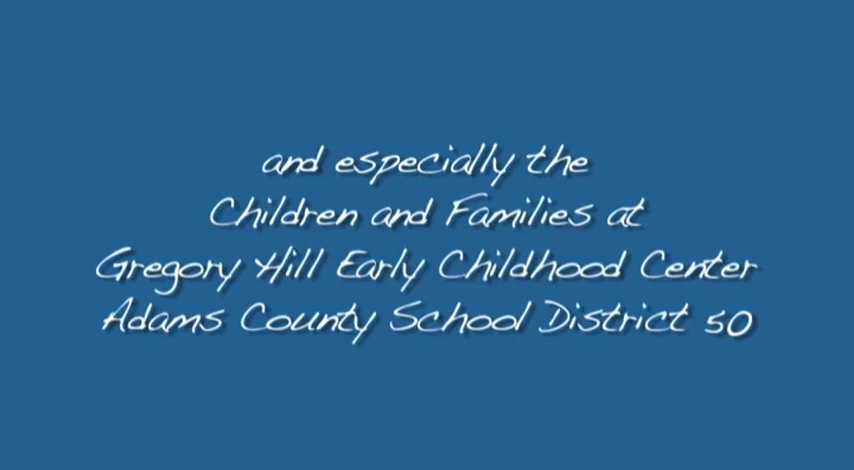 and especially the
Children and Families at
Gregory Hill Early Childhood Center
Adams County School District 50